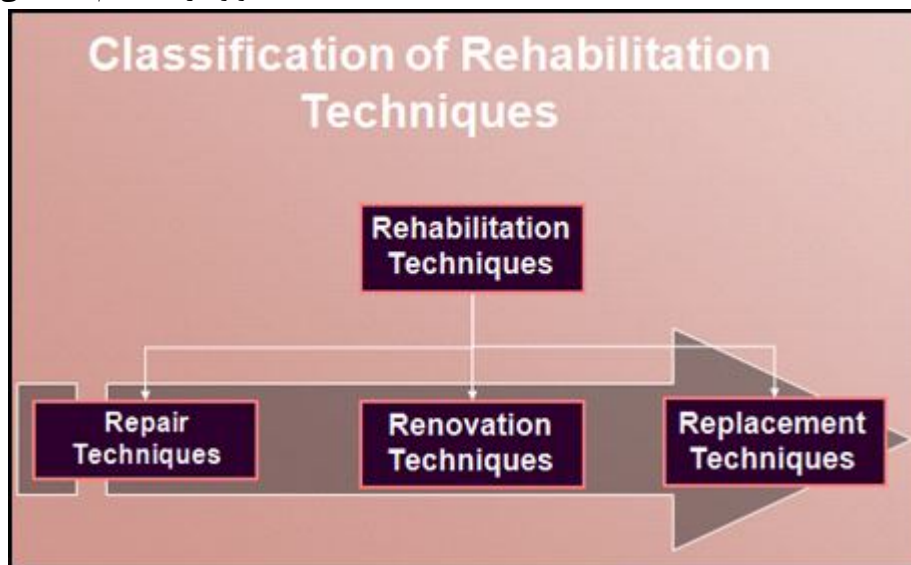 Classification of Rehabilitation
Techniques
Rehabilitation
Techniques
Repair
Techniques
Renovation
Techniques
Replacement
Techniques